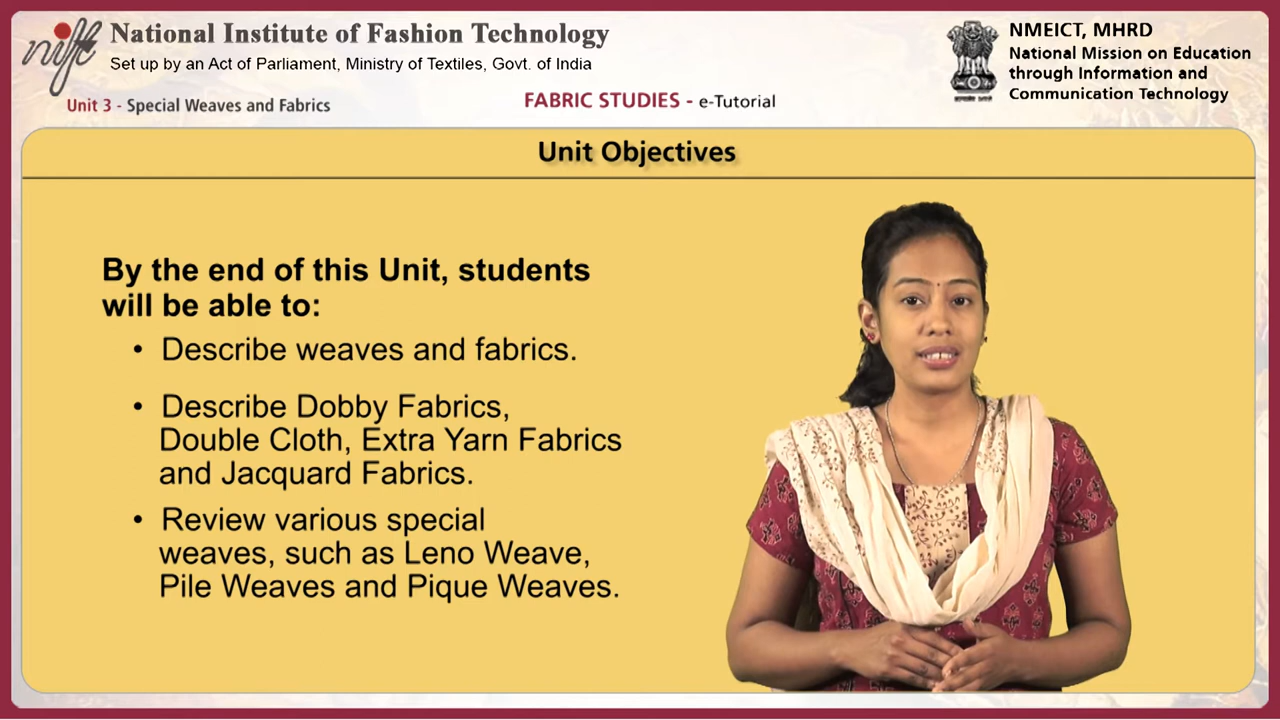 nift
National Institute of Fashion Technology
Set up by an Act of Parliament, Ministry of Textiles, Govt. of India
Unit 3 - Special Weaves and Fabrics
FABRIC STUDIES - e-Tutorial
NMEICT, MHRD
National Mission on Education
through Information and
Communication Technology
Unit Objectives
By the end of this Unit, students
will be able to:
• Describe weaves and fabrics.
• Describe Dobby Fabrics,
Double Cloth, Extra Yarn Fabrics
and Jacquard Fabrics.
• Review various special
weaves, such as Leno Weave,
Pile Weaves and Pique Weaves.